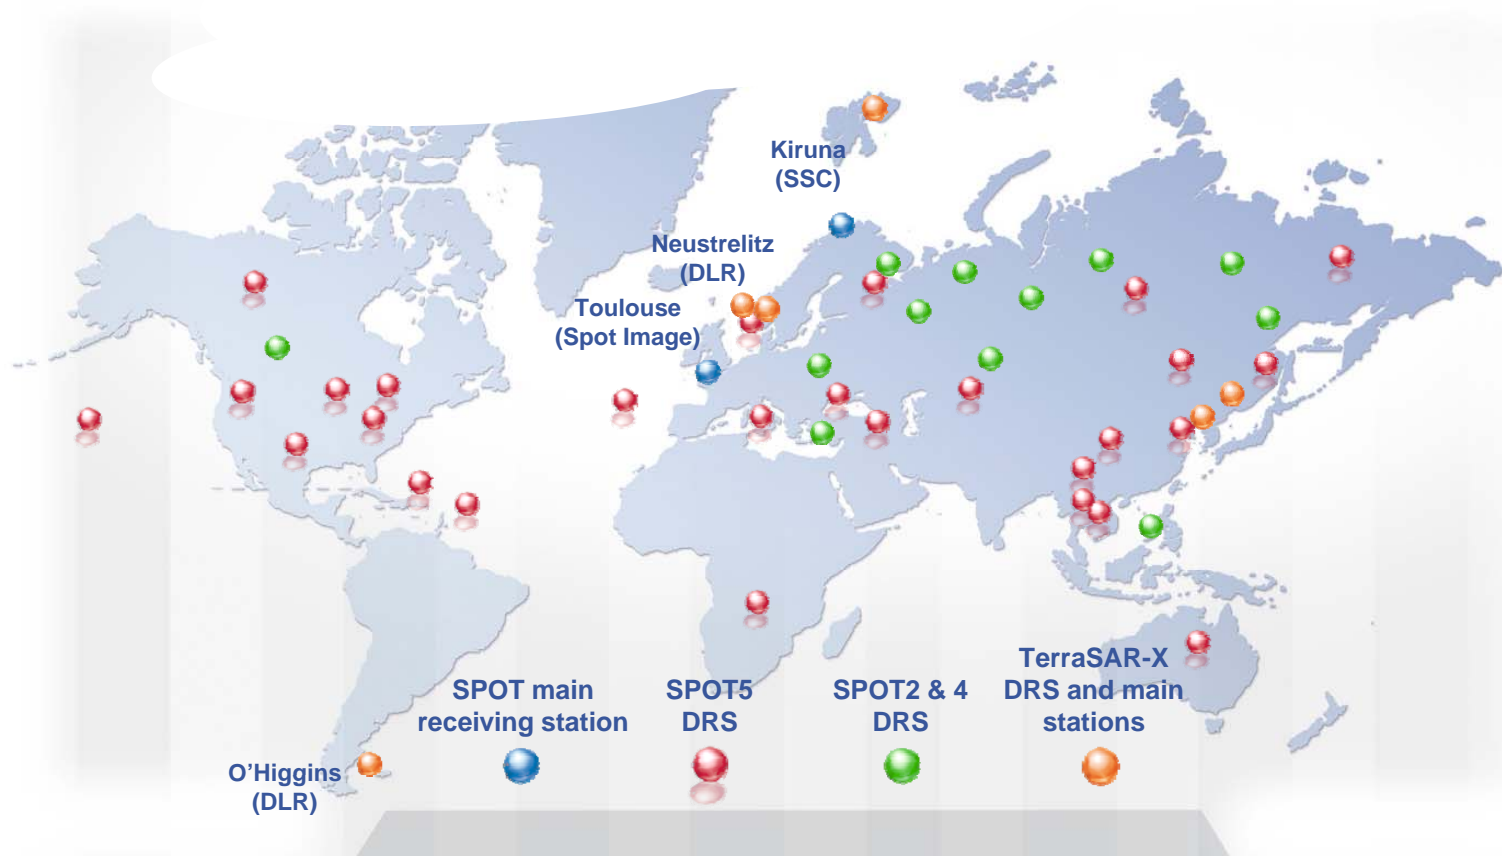 Kiruna
(SSC)
Neustrelitz
(DLR)
Toulouse
(Spot Image)
TerraSAR-X
DRS and main
stations
SPOT main
receiving station
SPOT5
DRS
SPOT2 & 4
DRS
O’Higgins
(DLR)